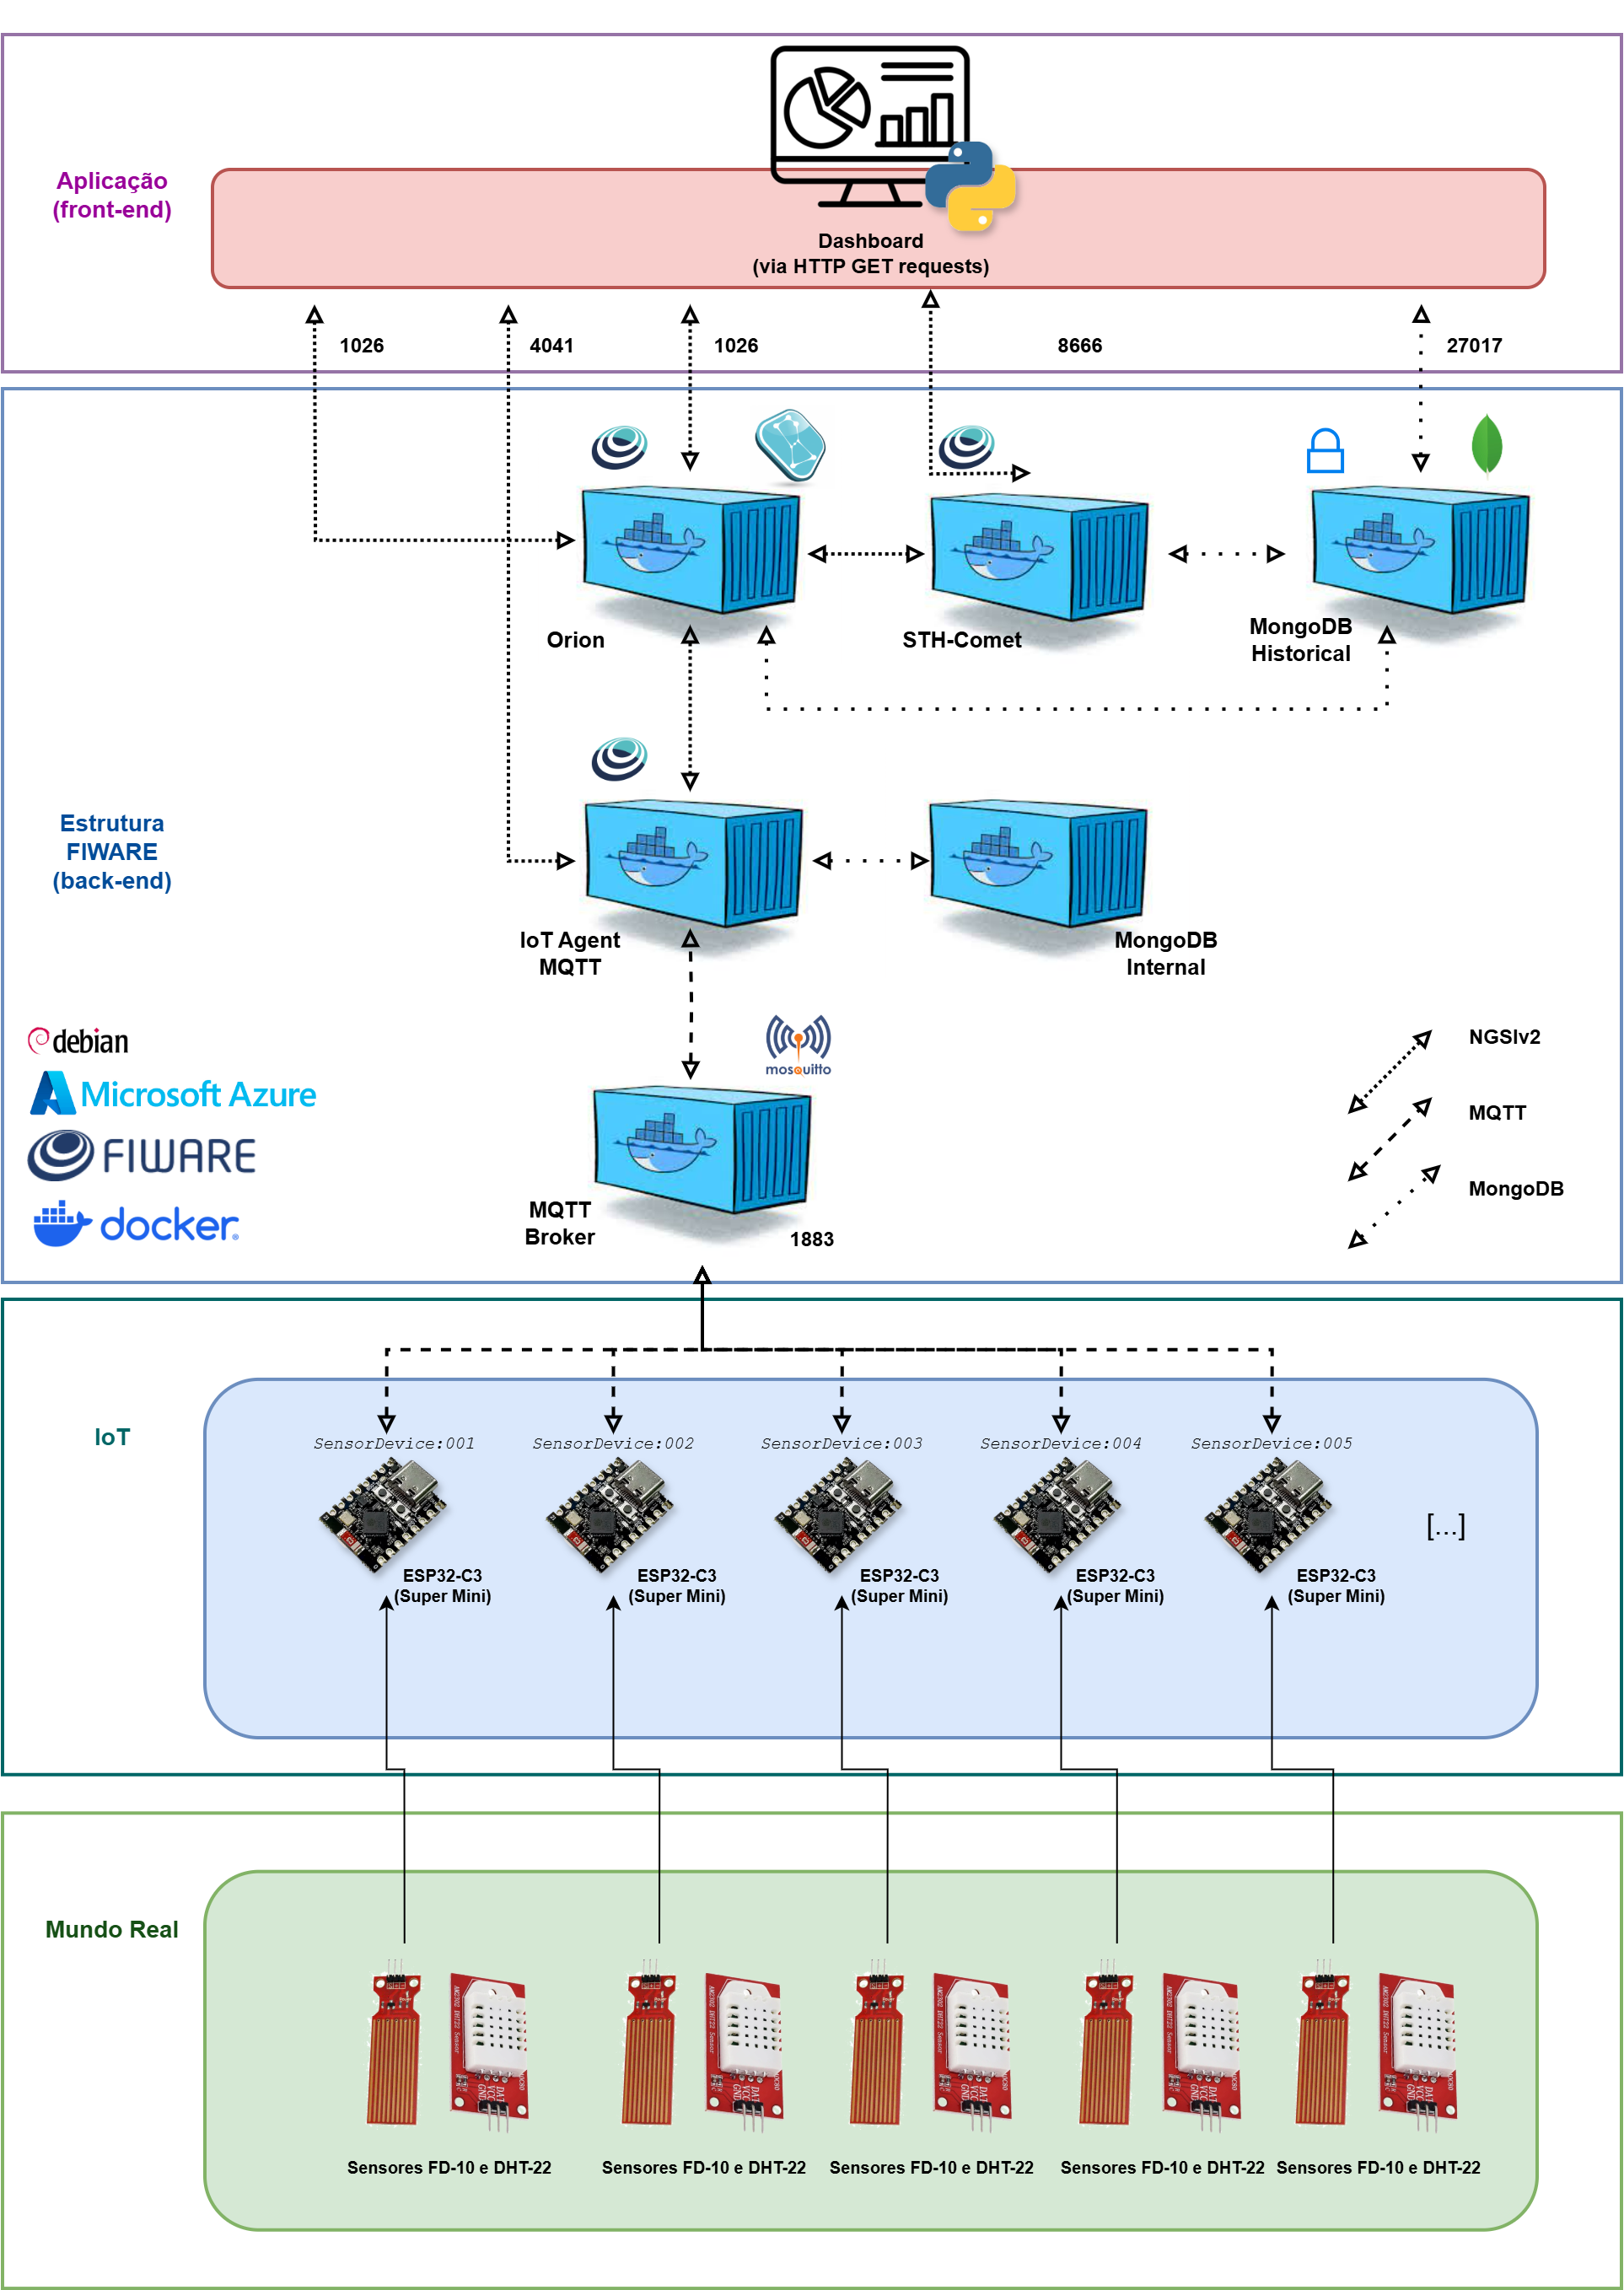 Aplicação
(front-end)
Dashboard
(via HTTP GET requests)
1026
4041
1026
8666
27017
Orion
STH-Comet
MongoDB
Historical
Estrutura
FIWARE
(back-end)
IoT Agent
MQTT
MongoDB
Internal
debian
Microsoft Azure
FIWARE
docker
mosquitto
MQTT
Broker
1883
NGSIv2
MQTT
MongoDB
IoT
SensorDevice:001
SensorDevice:002
SensorDevice:003
SensorDevice:004
SensorDevice:005
ESP32-C3
(Super Mini)
ESP32-C3
(Super Mini)
ESP32-C3
(Super Mini)
ESP32-C3
(Super Mini)
ESP32-C3
(Super Mini)
[...]
Mundo Real
Sensores FD-10 e DHT-22
Sensores FD-10 e DHT-22
Sensores FD-10 e DHT-22
Sensores FD-10 e DHT-22
Sensores FD-10 e DHT-22